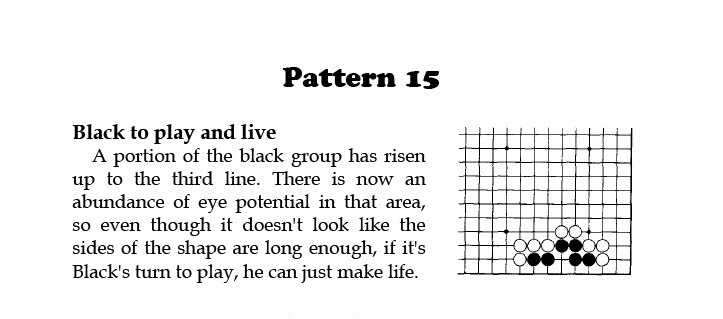 Pattern 15
Black to play and live
A portion of the black group has risen
up to the third line. There is now an
abundance of eye potential in that area,
so even though it doesn't look like the
sides of the shape are long enough, if it's
Black's turn to play, he can just make life.